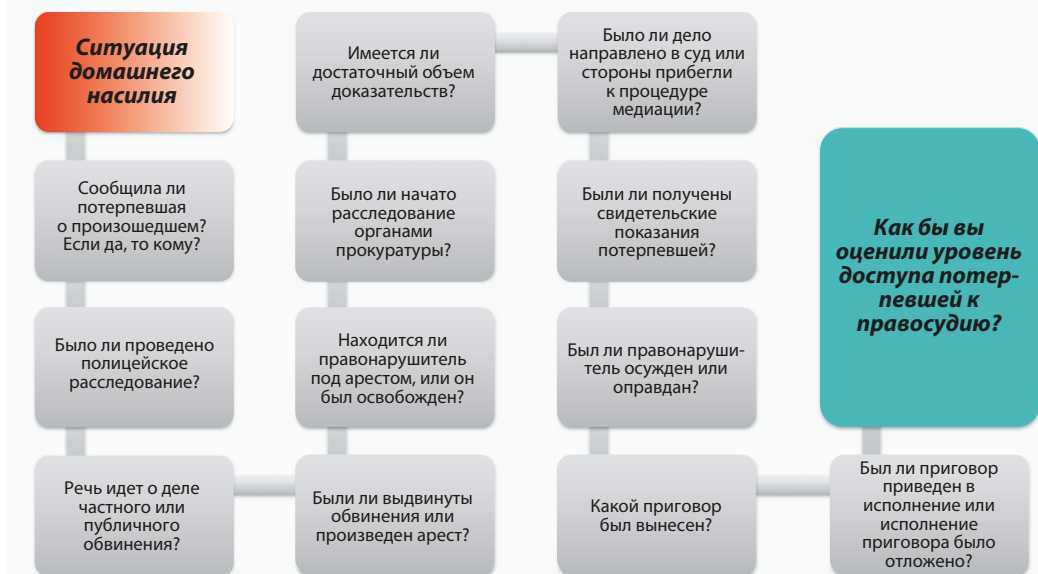 Ситуация
домашнего
насилия
Сообщила ли
потерпевшая
о произошедшем?
Если да, то кому?
Было ли проведено
полицейское
расследование?
Речь идет о деле
частного или
публичного
обвинения?
Были ли выдвинуты
обвинения или
произведен арест?
Находится ли
правонарушитель
под арестом, или он
был освобожден?
Было ли начато
расследование
органами
прокуратуры?
Имеется ли
достаточный объем
доказательств?
Было ли дело
направлено в суд или
стороны прибегли
к процедуре
медиации?
Были ли получены
свидетельские
показания
потерпевшей?
Был ли правонаруши-
тель осужден или
оправдан?
Какой приговор
был вынесен?
Был ли приговор
приведен в
исполнение или
исполнение
приговора было
отложено?
Как бы вы
оценили уровень
доступа потер-
певшей к
правосудию?